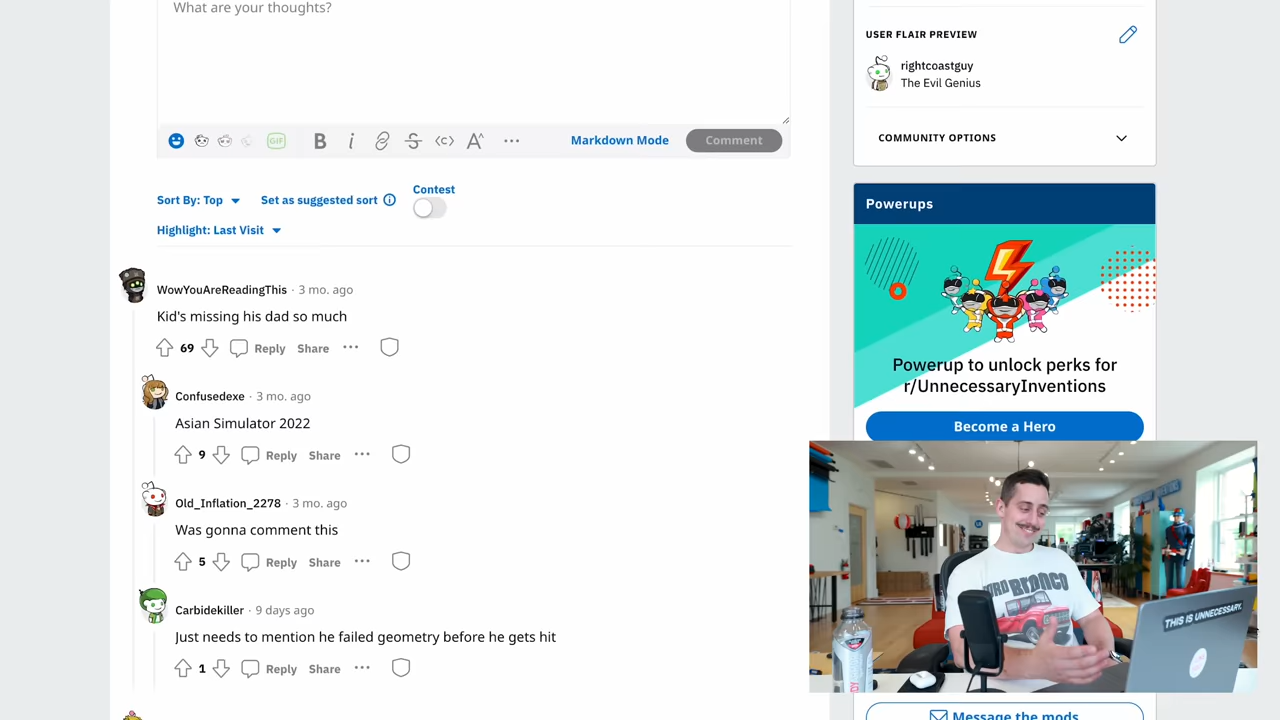 What are your thoughts?
GIF
B
i
Markdown Mode
Comment
Sort By: Top
Set as suggested sort
Contest
Highlight: Last Visit
WowYouAreReadingThis · 3 mo. ago
Kid's missing his dad so much
69
Reply
Share
Confusedexe · 3 mo. ago
Asian Simulator 2022
9
Reply
Share
Old_Inflation_2278 · 3 mo. ago
Was gonna comment this
5
Reply
Share
Carbidekiller · 9 days ago
Just needs to mention he failed geometry before he gets hit
1
Reply
Share
USER FLAIR PREVIEW
rightcoastguy
The Evil Genius
COMMUNITY OPTIONS
Powerups
Powerup to unlock perks for
r/UnnecessaryInventions
Become a Hero
BRONCO
THIS IS UNNECESSARY.
Message the mods